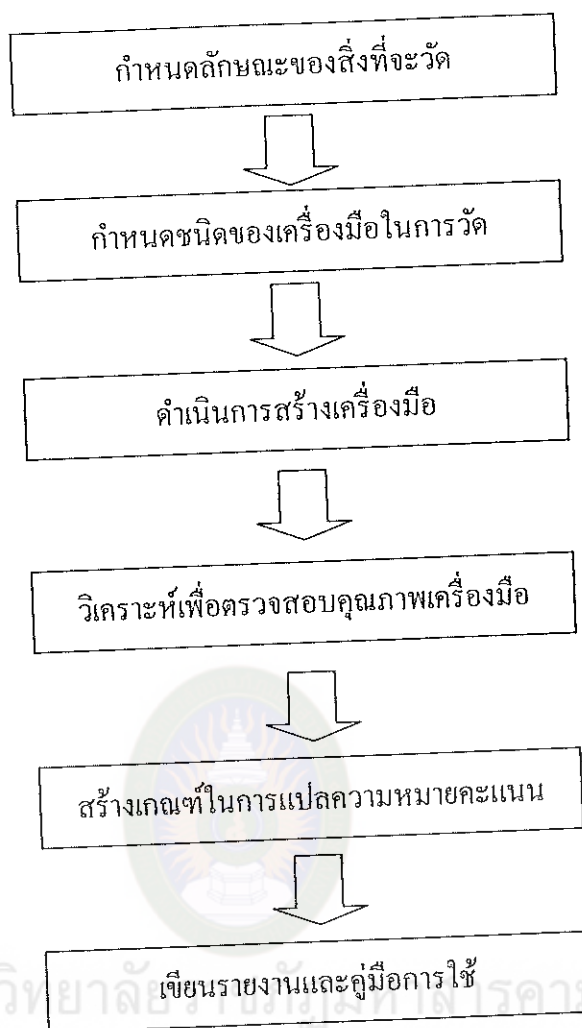 กำหนดลักษณะของสิ่งที่จะวัด
กำหนดชนิดของเครื่องมือในการวัด
ดำเนินการสร้างเครื่องมือ
วิเคราะห์เพื่อตรวจสอบคุณภาพเครื่องมือ
สร้างเกณฑ์ในการแปลความหมายคะแนน
เขียนรายงานและคู่มือการใช้